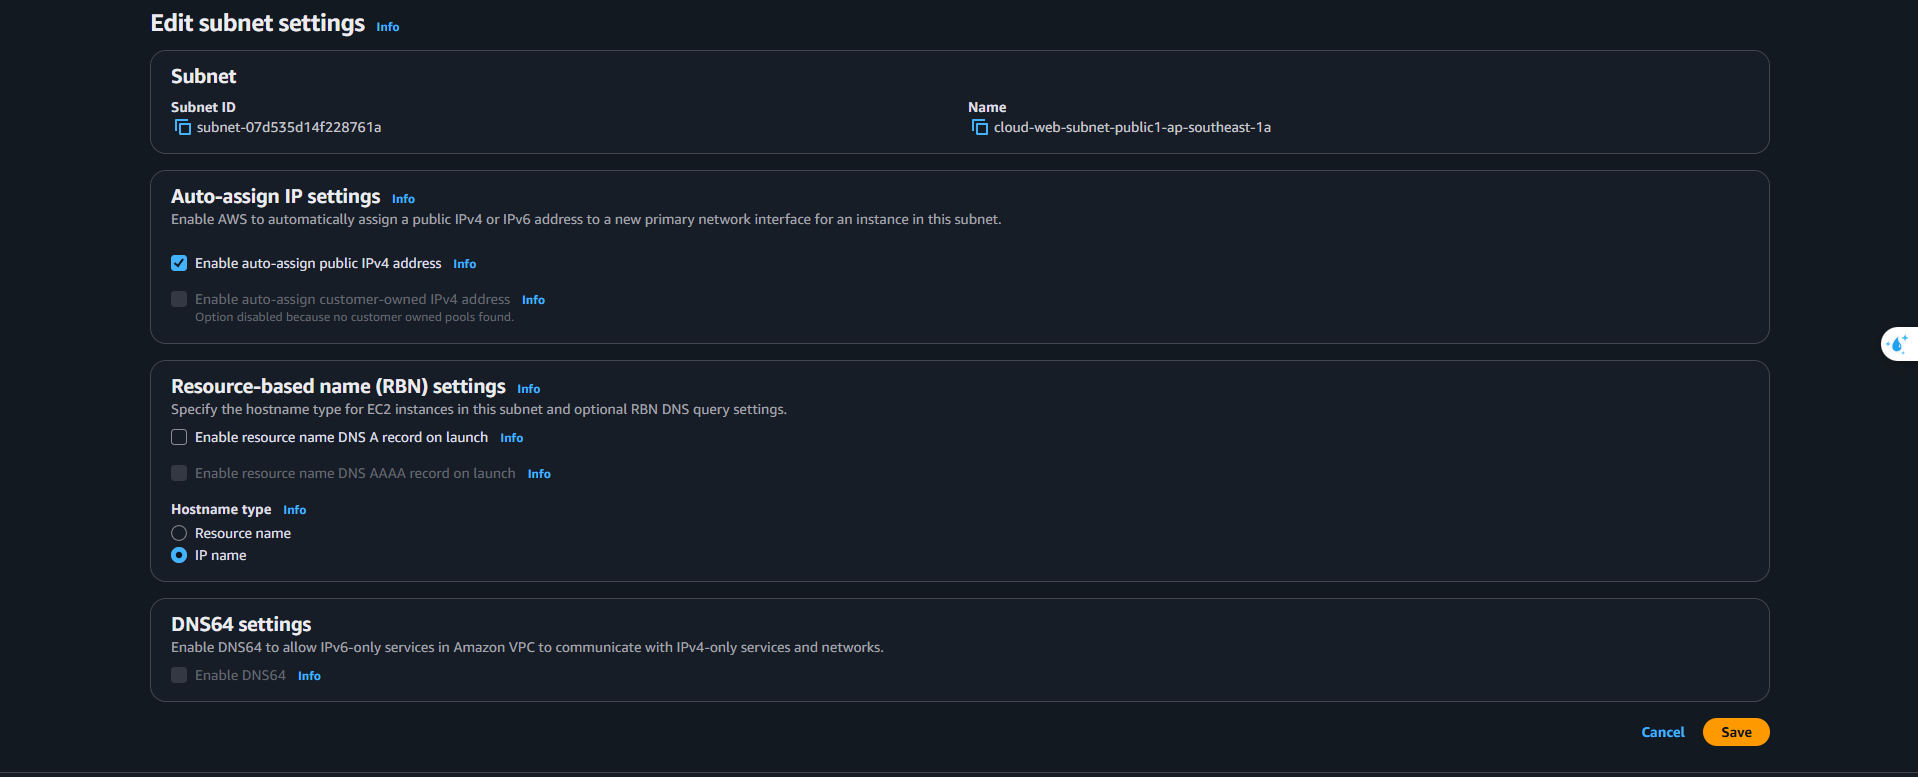 Edit subnet settings Info
Subnet
Subnet ID Name
subnet-07d535d14f228761a cloud-web-subnet-public1-ap-southeast-1a
Auto-assign IP settings Info
Enable AWS to automatically assign a public IPv4 or IPv6 address to a new primary network interface for an instance in this subnet.
Enable auto-assign public IPv4 address Info
Enable auto-assign customer-owned IPv4 address Info
Option disabled because no customer owned pools found.
Resource-based name (RBN) settings Info
Specify the hostname type for EC2 instances in this subnet and optional RBN DNS query settings.
Enable resource name DNS A record on launch Info
Enable resource name DNS AAAA record on launch Info
Hostname type Info
Resource name
IP name
DNS64 settings
Enable DNS64 to allow IPv6-only services in Amazon VPC to communicate with IPv4-only services and networks.
Enable DNS64 Info
Cancel Save